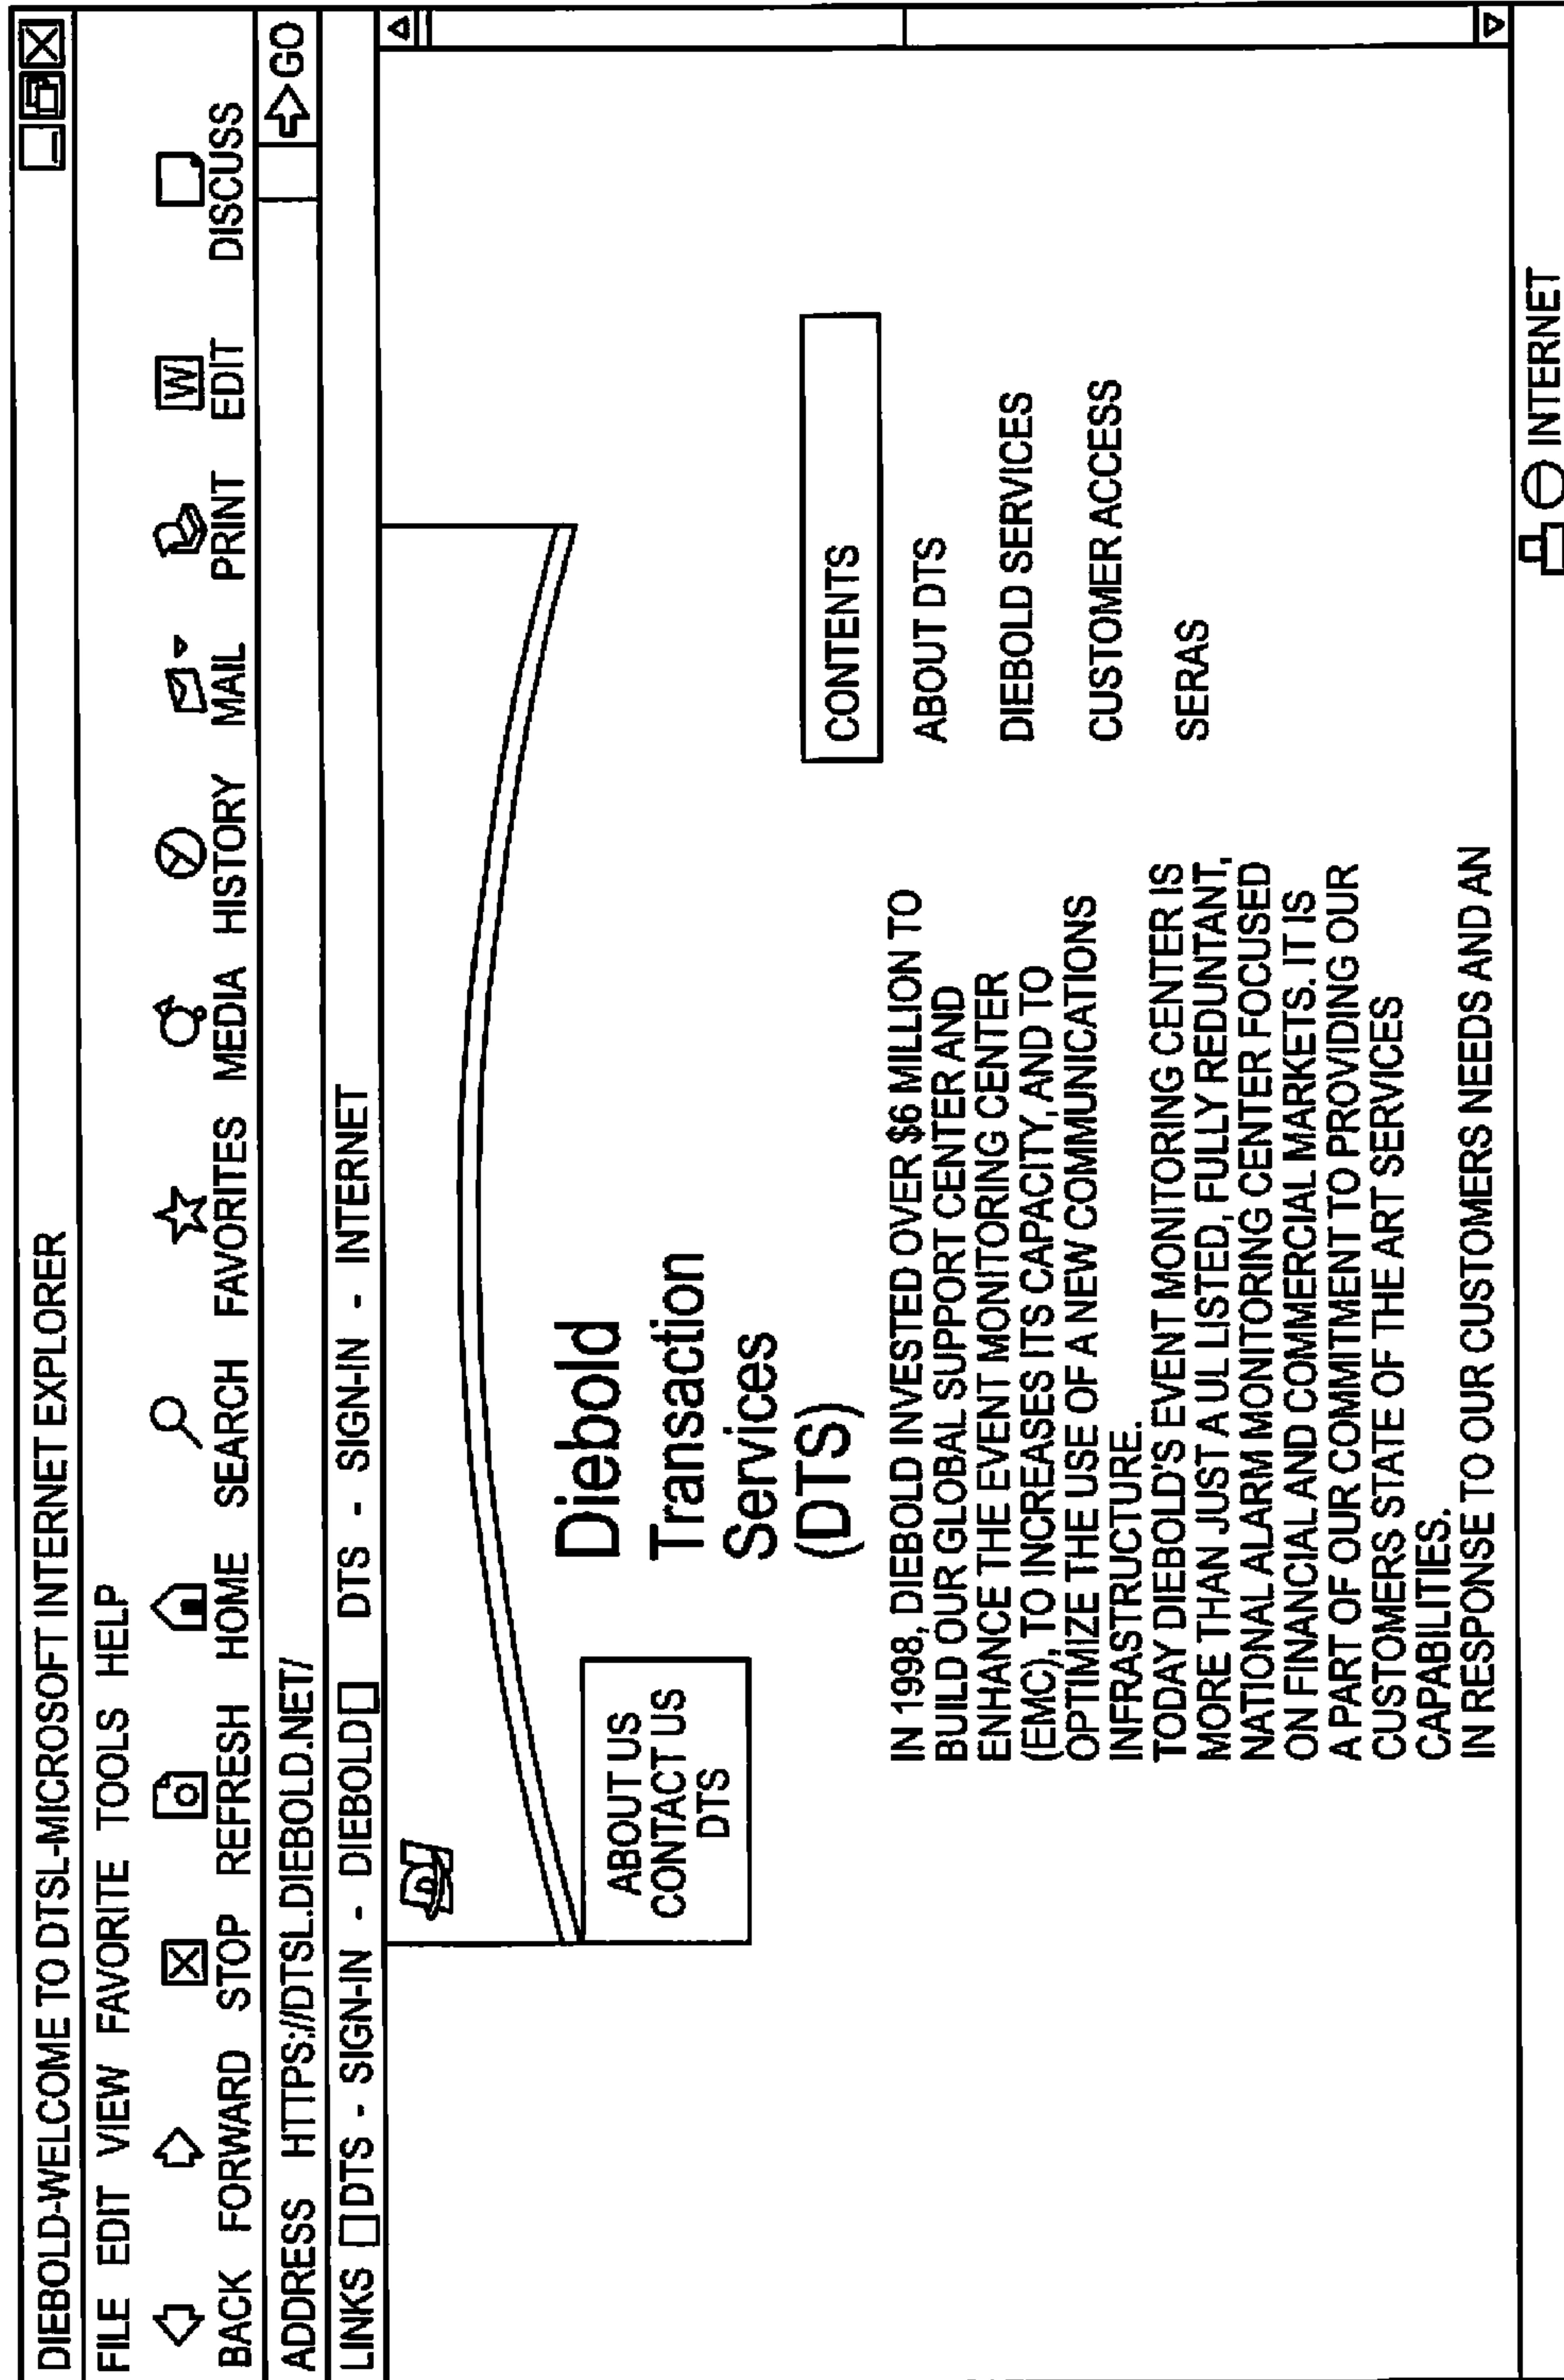 DIEBOLD-WELCOME TO DTSL-MICROSOFT INTERNET EXPLORER
FILE EDIT VIEW FAVORITE TOOLS HELP
BACK FORWARD STOP REFRESH HOME SEARCH FAVORITES MEDIA HISTORY MAIL PRINT EDIT DISCUSS
W
ADDRESS HTTPS://DTSL.DIEBOLD.NET/ GO
LINKS DTS - SIGN-IN - DIEBOLD DTS - SIGN-IN - INTERNET
ABOUT US
CONTACT US
DTS
Diebold
Transaction
Services
(DTS)
IN 1998, DIEBOLD INVESTED OVER $6 MILLION TO
BUILD OUR GLOBAL SUPPORT CENTER AND
ENHANCE THE EVENT MONITORING CENTER
(EMC), TO INCREASES ITS CAPACITY, AND TO
OPTIMIZE THE USE OF A NEW COMMUNICATIONS
INFRASTRUCTURE.
TODAY DIEBOLD'S EVENT MONITORING CENTER IS
MORE THAN JUST A UL LISTED, FULLY REDUNTANT,
NATIONAL ALARM MONITORING CENTER FOCUSED
ON FINANCIAL AND COMMERCIAL MARKETS. IT IS
A PART OF OUR COMMITMENT TO PROVIDING OUR
CUSTOMERS STATE OF THE ART SERVICES
CAPABILITIES.
IN RESPONSE TO OUR CUSTOMERS NEEDS AND AN
CONTENTS
ABOUT DTS
DIEBOLD SERVICES
CUSTOMER ACCESS
SERAS
INTERNET